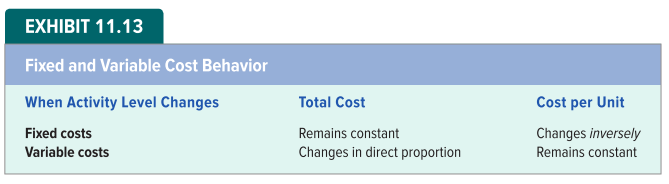 EXHIBIT 11.13
Fixed and Variable Cost Behavior
When Activity Level Changes Total Cost Cost per Unit
Fixed costs Remains constant Changes inversely
Variable costs Changes in direct proportion Remains constant